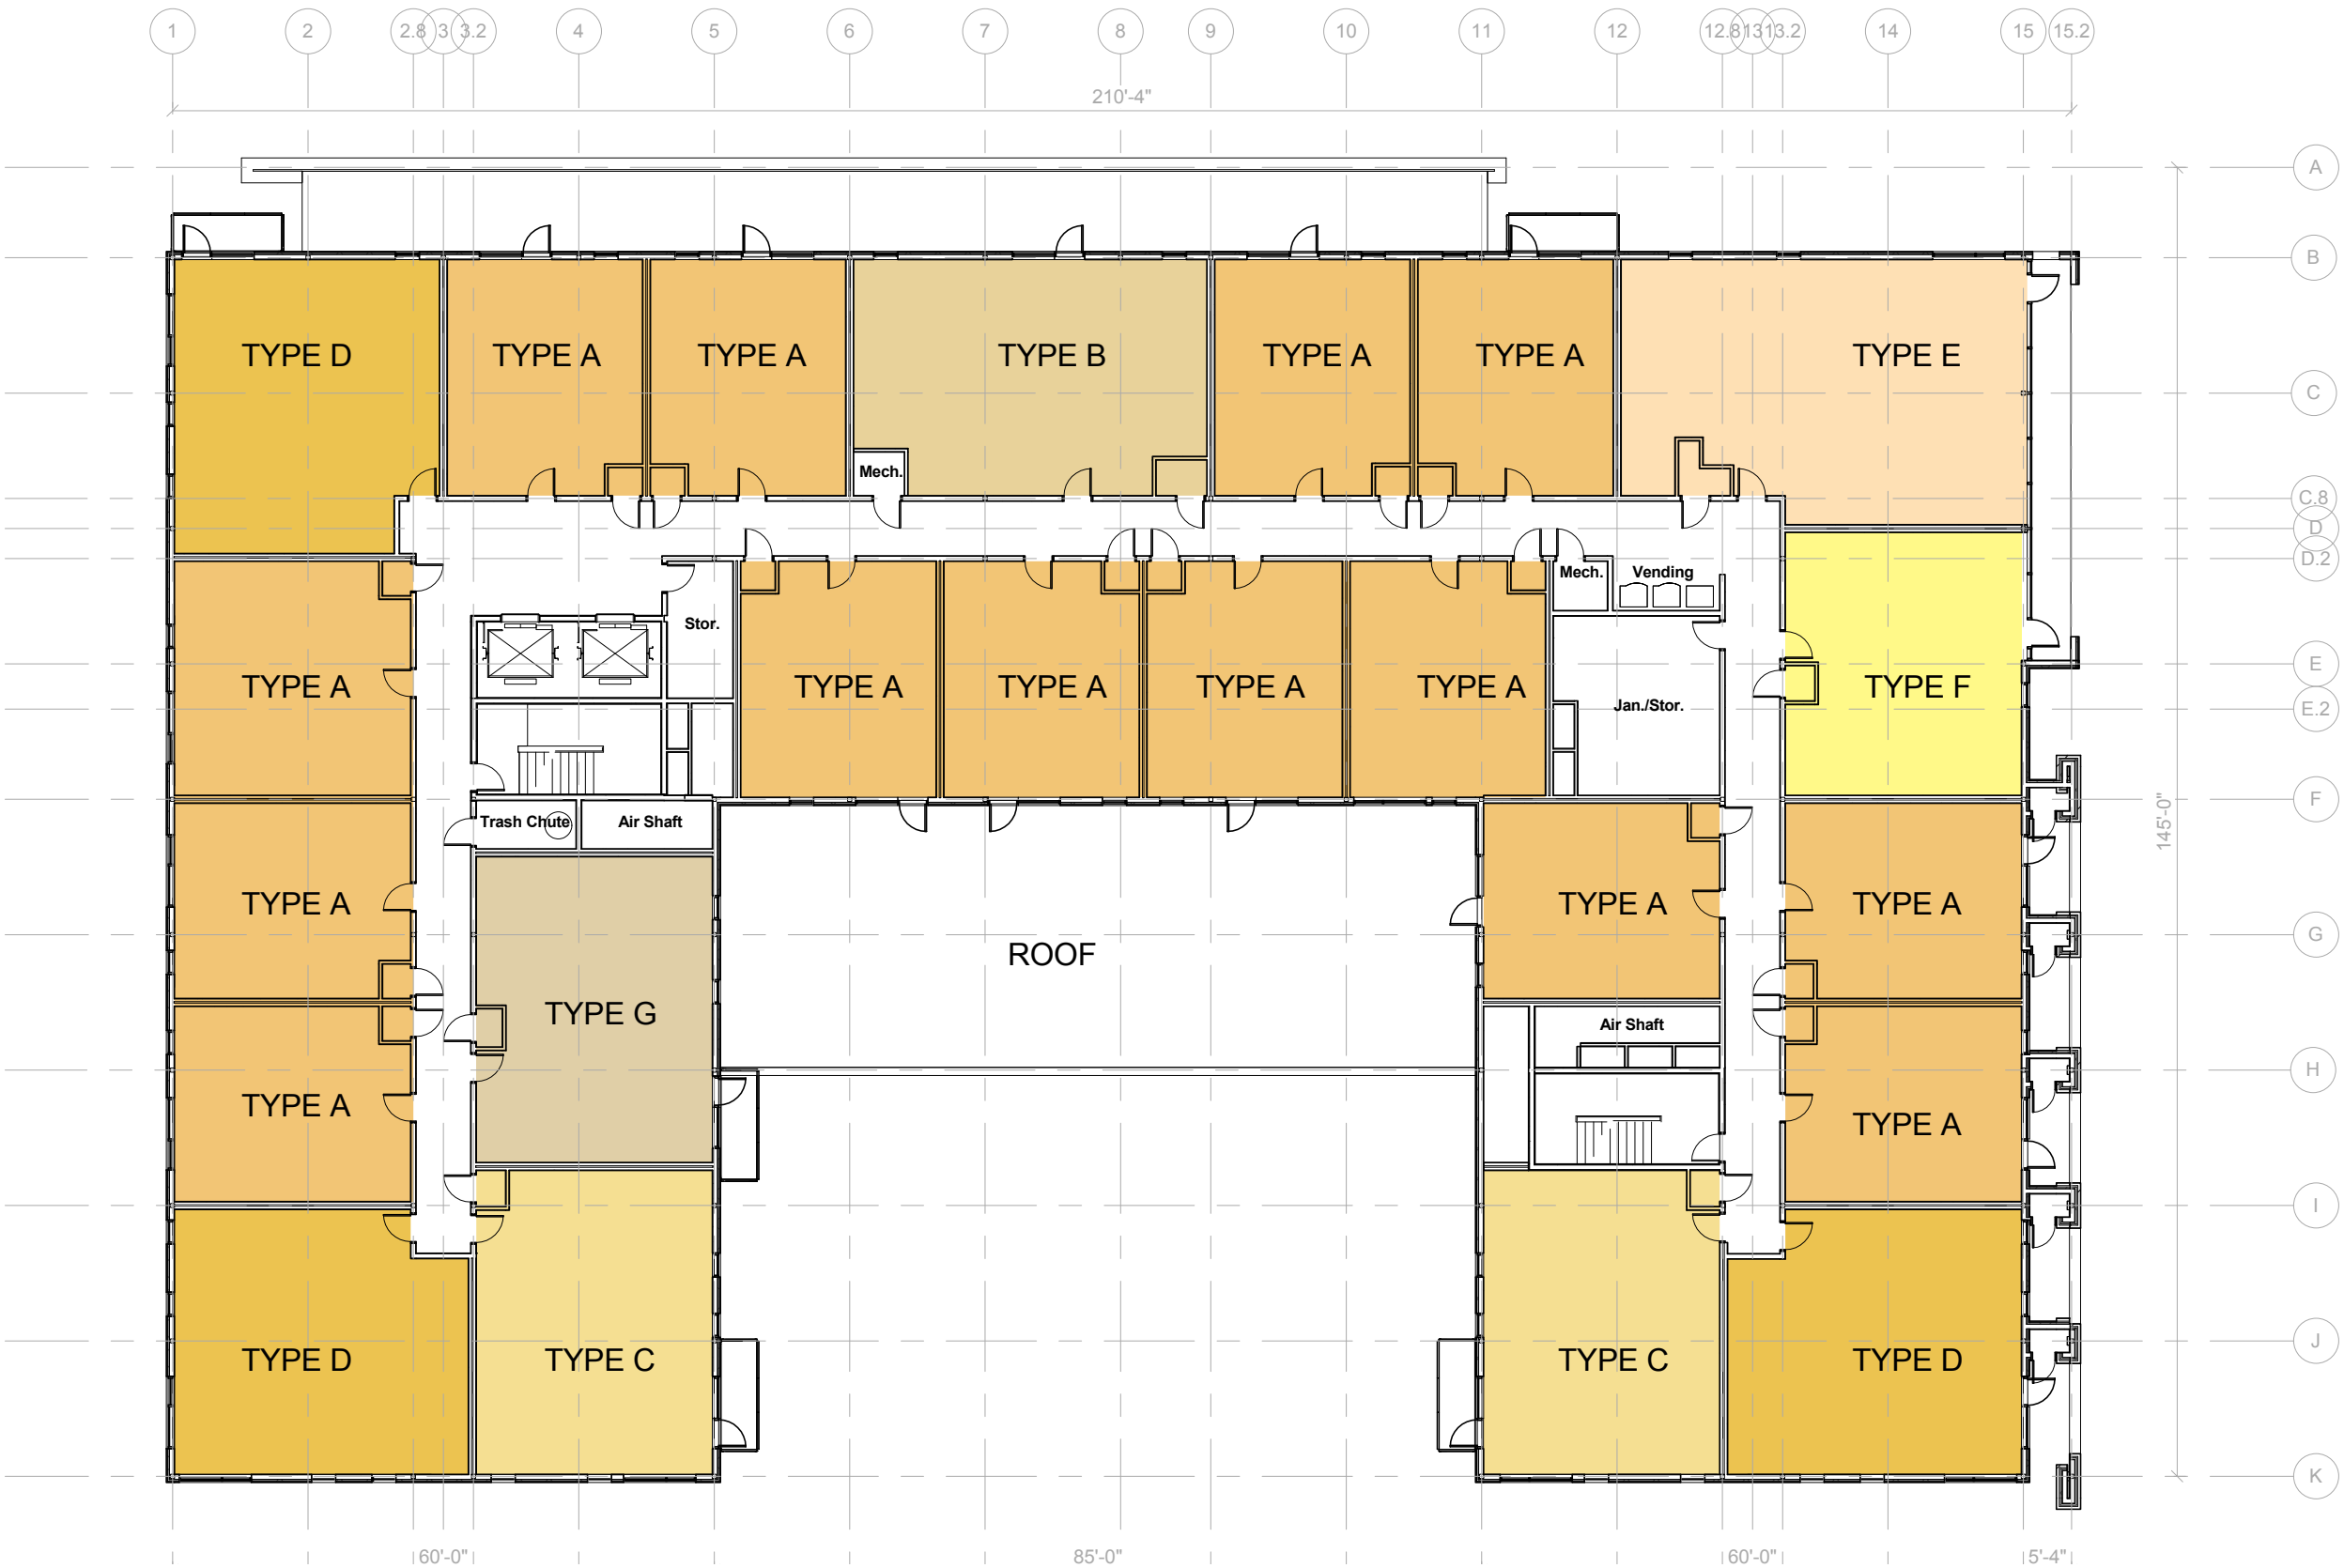 1 2 2.8 3 3.2 4 5 6 7 8 9 10 11 12 12.8 13 13.2 14 15 15.2
210'-4"
A
B
TYPE D TYPE A TYPE A TYPE B TYPE A TYPE A TYPE E
C
Mech.
C.8
D
D.2
Mech. Vending
Stor.
E
TYPE A TYPE A TYPE A TYPE A TYPE A TYPE F
Jan./Stor.
E.2
F
145'-0"
Trash Chute Air Shaft
TYPE A TYPE A TYPE A
G
ROOF
TYPE G
Air Shaft
H
TYPE A TYPE A
I
J
TYPE D TYPE C TYPE C TYPE D
K
60'-0" 85'-0" 60'-0" 5'-4"